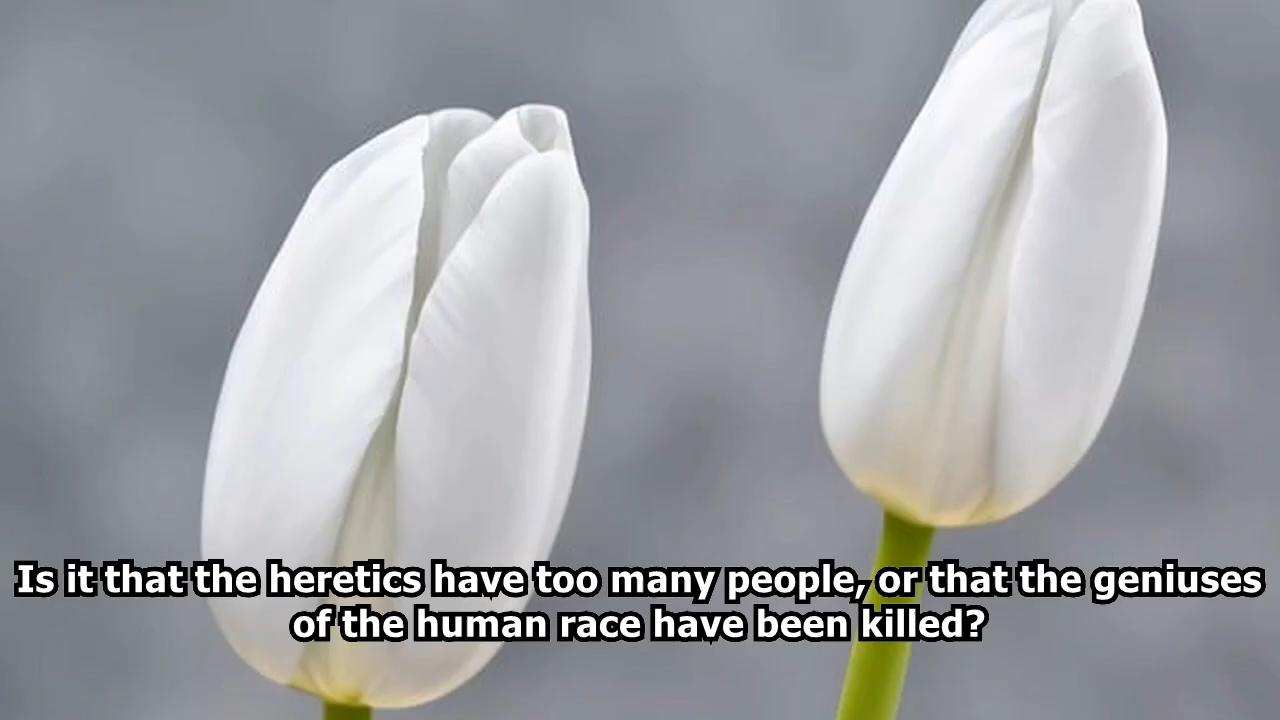 Is it that the heretics have too many people, or that the geniuses
of the human race have been killed?